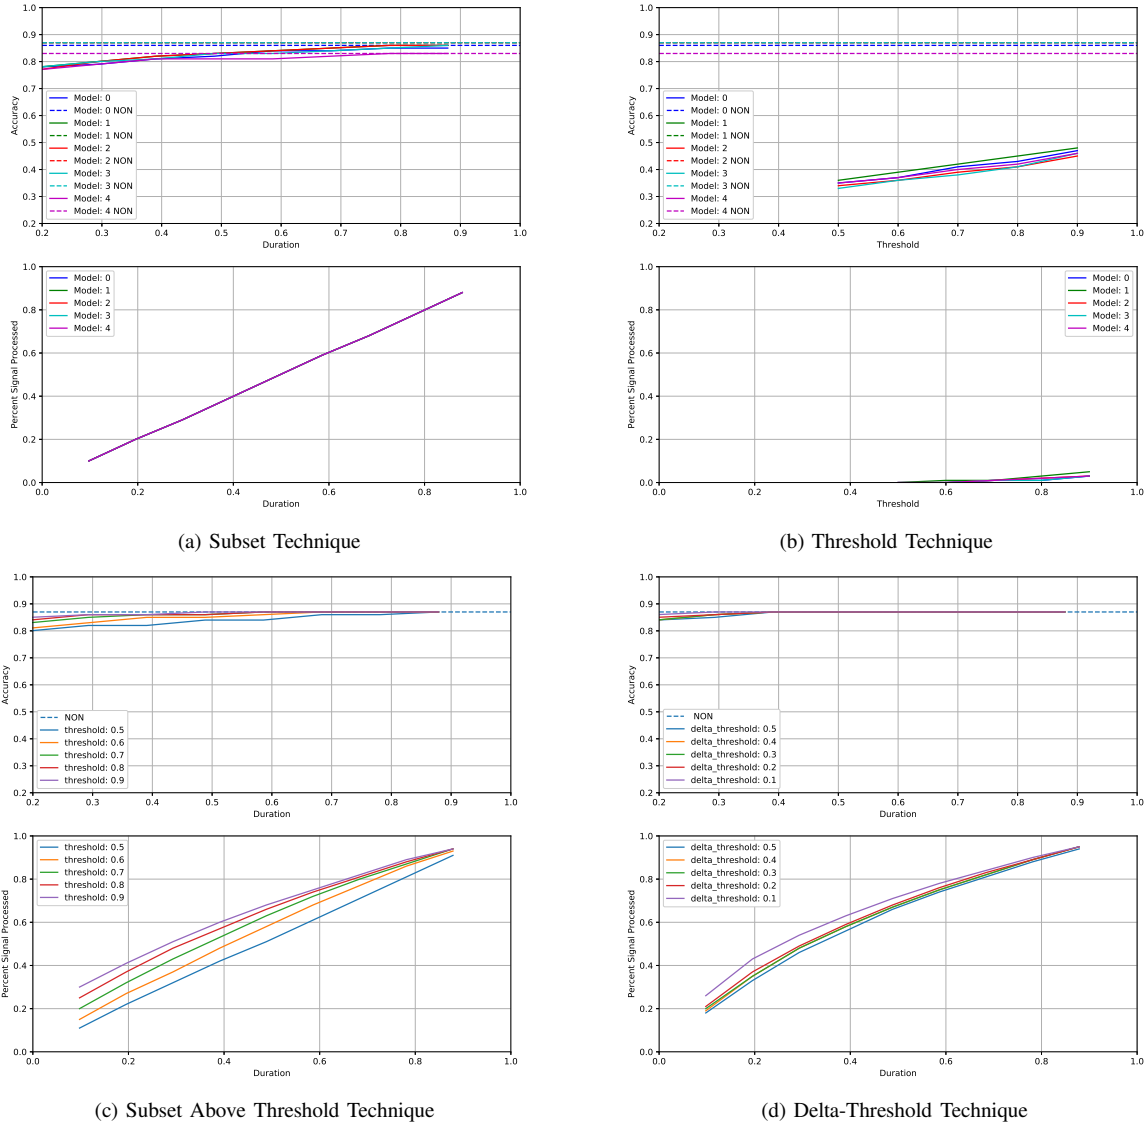 1.0
0.9
0.8
0.7
0.6
0.5
0.4
0.3
0.2
Accuracy
Model: 0
Model: 0 NON
Model: 1
Model: 1 NON
Model: 2
Model: 2 NON
Model: 3
Model: 3 NON
Model: 4
Model: 4 NON
0.2 0.3 0.4 0.5 0.6 0.7 0.8 0.9 1.0
Duration
1.0
0.8
0.6
0.4
0.2
0.0
Percent Signal Processed
Model: 0
Model: 1
Model: 2
Model: 3
Model: 4
0.0 0.2 0.4 0.6 0.8 1.0
Duration
(a) Subset Technique
1.0
0.9
0.8
0.7
0.6
0.5
0.4
0.3
0.2
Accuracy
Model: 0
Model: 0 NON
Model: 1
Model: 1 NON
Model: 2
Model: 2 NON
Model: 3
Model: 3 NON
Model: 4
Model: 4 NON
0.2 0.3 0.4 0.5 0.6 0.7 0.8 0.9 1.0
Threshold
1.0
0.8
0.6
0.4
0.2
0.0
Percent Signal Processed
Model: 0
Model: 1
Model: 2
Model: 3
Model: 4
0.0 0.2 0.4 0.6 0.8 1.0
Threshold
(b) Threshold Technique
1.0
0.9
0.8
0.7
0.6
0.5
0.4
0.3
0.2
Accuracy
NON
threshold: 0.5
threshold: 0.6
threshold: 0.7
threshold: 0.8
threshold: 0.9
0.2 0.3 0.4 0.5 0.6 0.7 0.8 0.9 1.0
Duration
1.0
0.8
0.6
0.4
0.2
0.0
Percent Signal Processed
threshold: 0.5
threshold: 0.6
threshold: 0.7
threshold: 0.8
threshold: 0.9
0.0 0.2 0.4 0.6 0.8 1.0
Duration
(c) Subset Above Threshold Technique
1.0
0.9
0.8
0.7
0.6
0.5
0.4
0.3
0.2
Accuracy
NON
delta_threshold: 0.5
delta_threshold: 0.4
delta_threshold: 0.3
delta_threshold: 0.2
delta_threshold: 0.1
0.2 0.3 0.4 0.5 0.6 0.7 0.8 0.9 1.0
Duration
1.0
0.8
0.6
0.4
0.2
0.0
Percent Signal Processed
delta_threshold: 0.5
delta_threshold: 0.4
delta_threshold: 0.3
delta_threshold: 0.2
delta_threshold: 0.1
0.0 0.2 0.4 0.6 0.8 1.0
Duration
(d) Delta-Threshold Technique